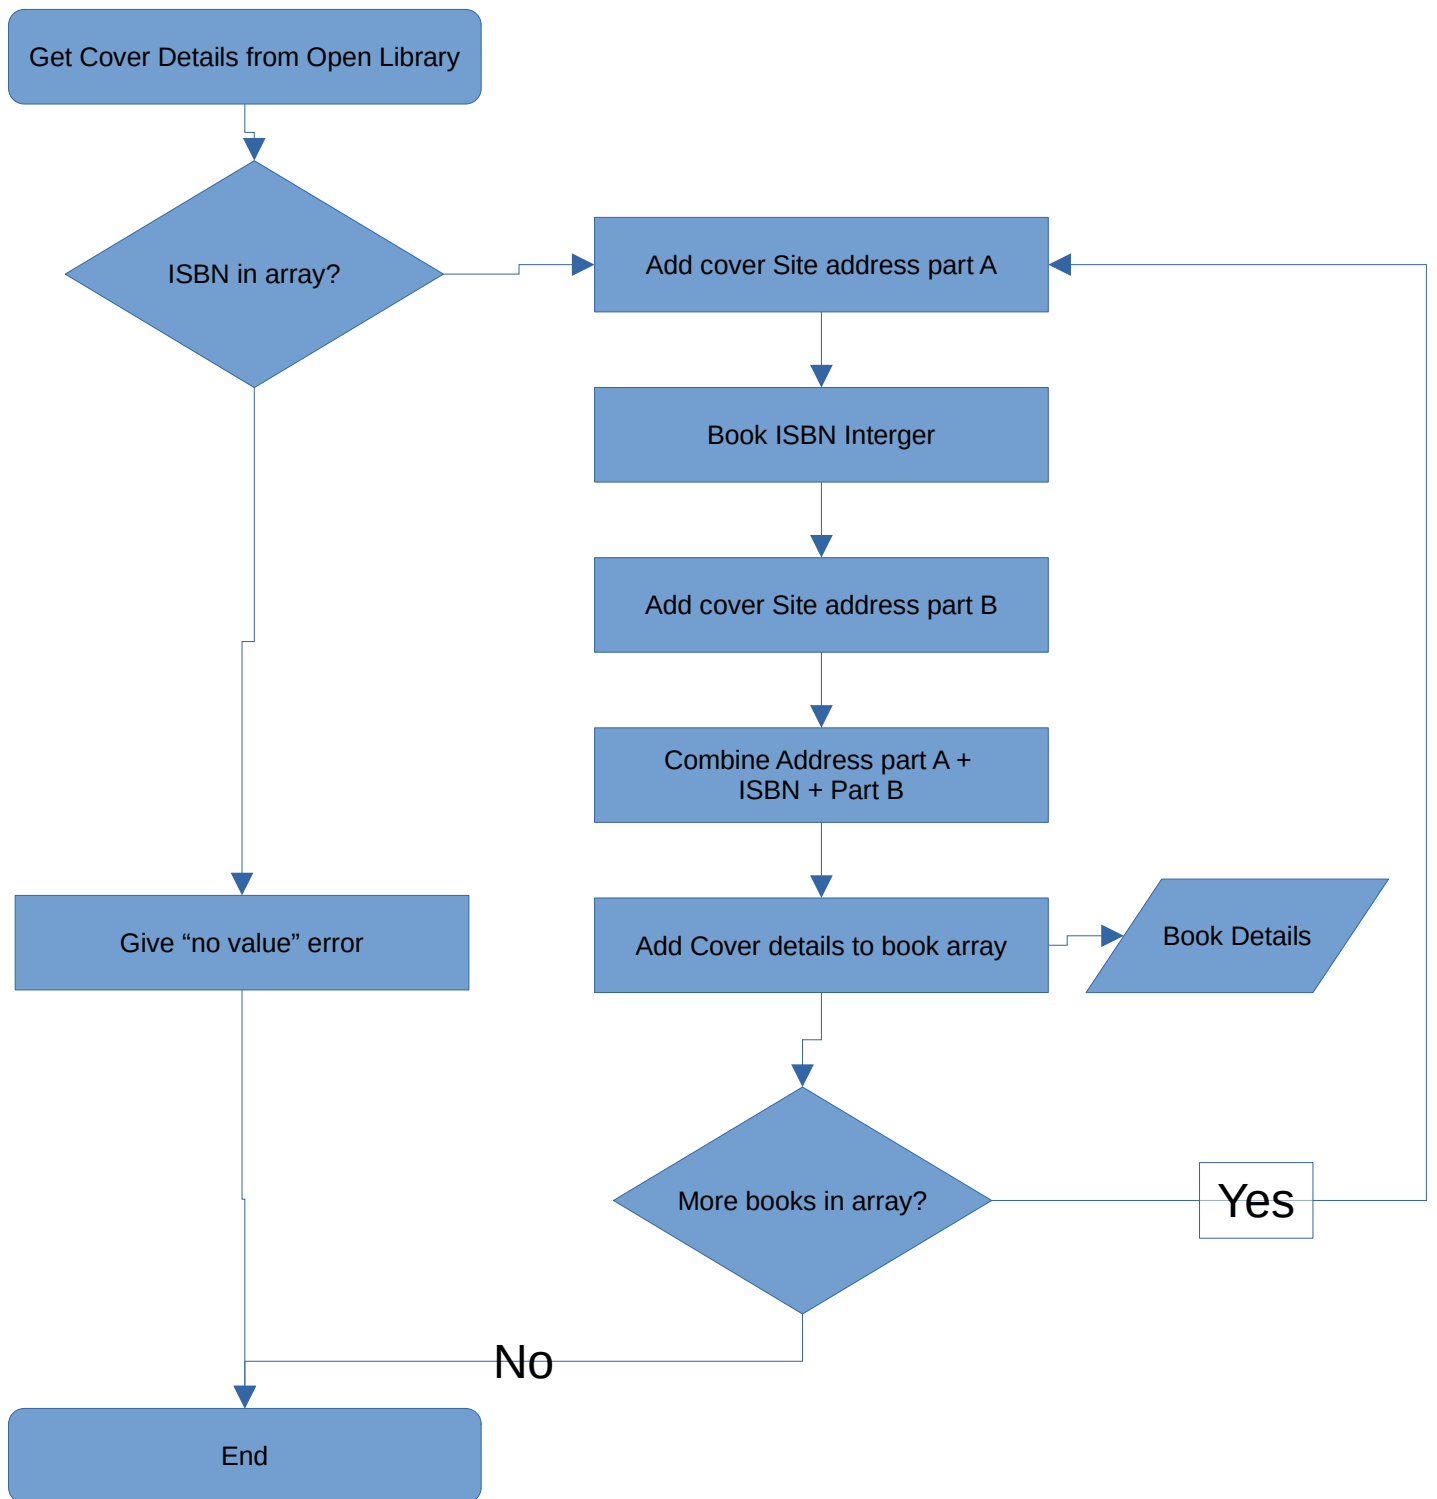 Get Cover Details from Open Library
ISBN in array?
Add cover Site address part A
Book ISBN Interger
Add cover Site address part B
Combine Address part A +
ISBN + Part B
Give “no value” error
Add Cover details to book array
Book Details
More books in array?
Yes
No
End